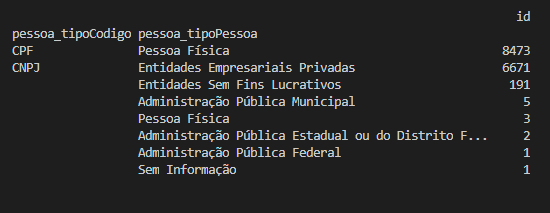 id
pessoa_tipoCodigo pessoa_tipoPessoa
CPF Pessoa Física 8473
CNPJ Entidades Empresariais Privadas 6671
Entidades Sem Fins Lucrativos 191
Administração Pública Municipal 5
Pessoa Física 3
Administração Pública Estadual ou do Distrito F... 2
Administração Pública Federal 1
Sem Informação 1